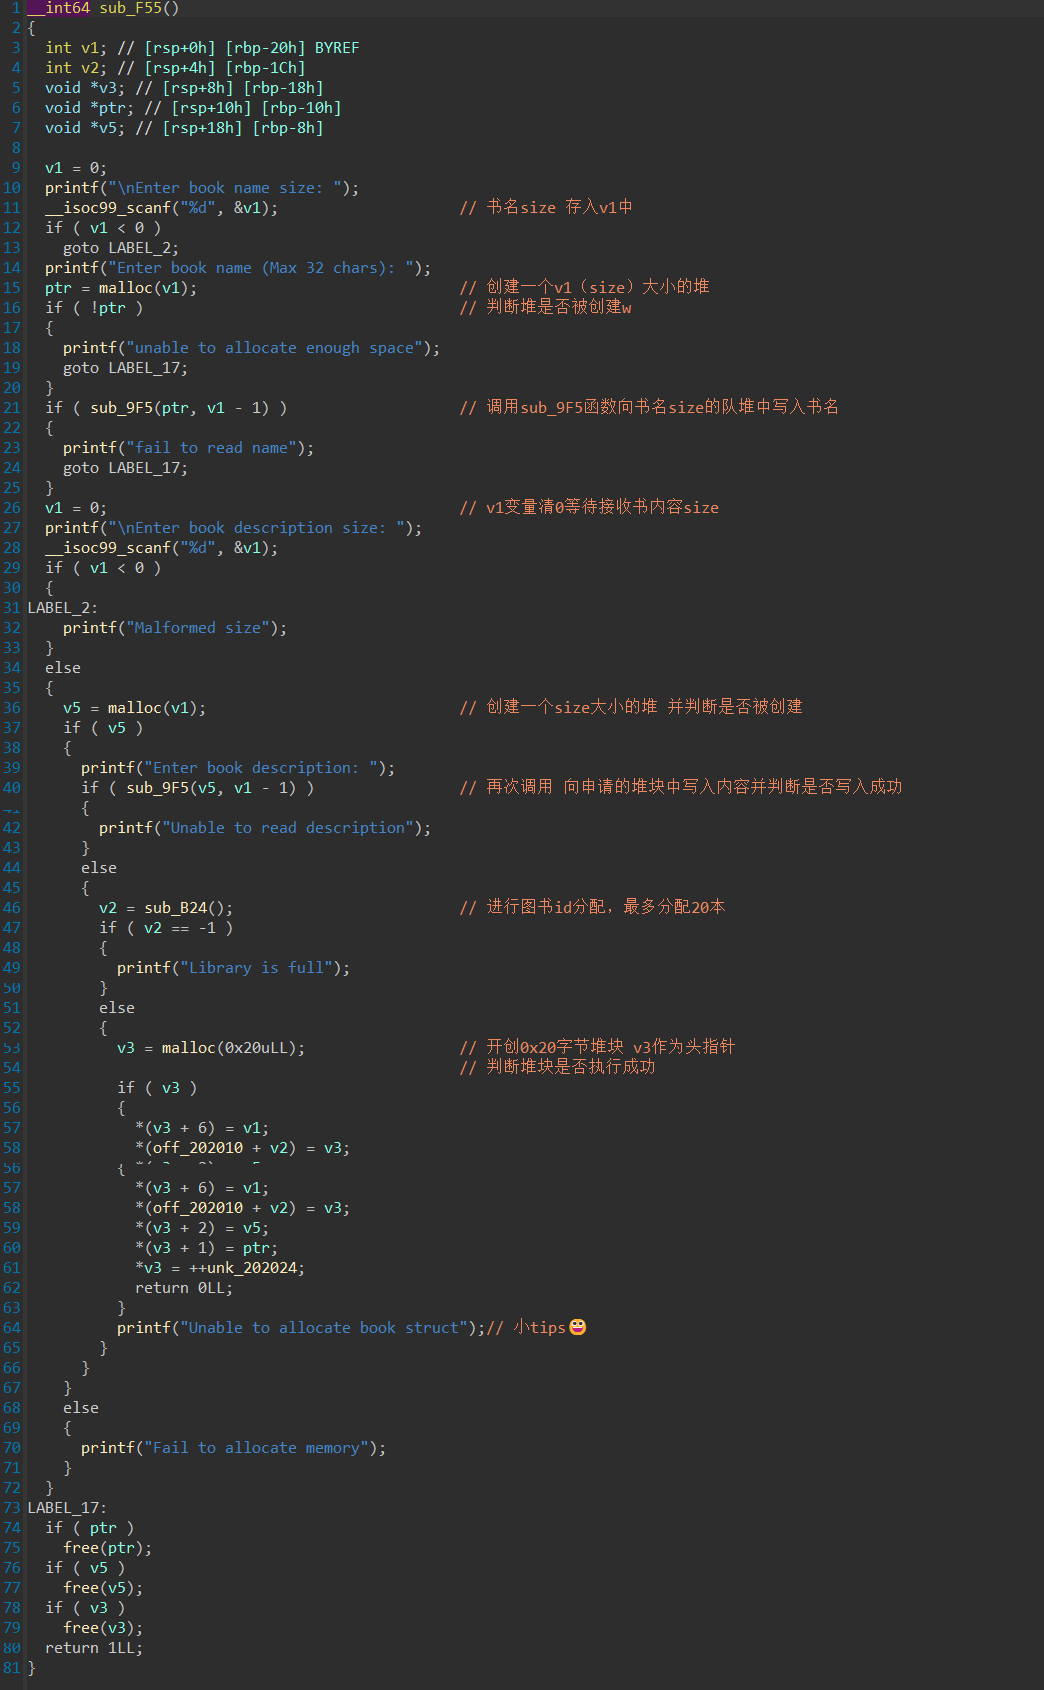 1 __int64 sub_F55()
2 {
3   int v1; // [rsp+0h] [rbp-20h] BYREF
4   int v2; // [rsp+4h] [rbp-1Ch]
5   void *v3; // [rsp+8h] [rbp-18h]
6   void *ptr; // [rsp+10h] [rbp-10h]
7   void *v5; // [rsp+18h] [rbp-8h]
8
9   v1 = 0;
10   printf("\nEnter book name size: ");
11   __isoc99_scanf("%d", &v1); // 书名size 存入v1中
12   if ( v1 < 0 )
13     goto LABEL_2;
14   printf("Enter book name (Max 32 chars): ");
15   ptr = malloc(v1); // 创建一个v1（size）大小的堆
16   if ( !ptr ) // 判断堆是否被创建w
17   {
18     printf("unable to allocate enough space");
19     goto LABEL_17;
20   }
21   if ( sub_9F5(ptr, v1 - 1) ) // 调用sub_9F5函数向书名size的队堆中写入书名
22   {
23     printf("fail to read name");
24     goto LABEL_17;
25   }
26   v1 = 0; // v1变量清0等待接收书内容size
27   printf("\nEnter book description size: ");
28   __isoc99_scanf("%d", &v1);
29   if ( v1 < 0 )
30   {
31 LABEL_2:
32     printf("Malformed size");
33   }
34   else
35   {
36     v5 = malloc(v1); // 创建一个size大小的堆 并判断是否被创建
37     if ( v5 )
38     {
39       printf("Enter book description: ");
40       if ( sub_9F5(v5, v1 - 1) ) // 再次调用 向申请的堆块中写入内容并判断是否写入成功
{
42         printf("Unable to read description");
43       }
44       else
45       {
46         v2 = sub_B24(); // 进行图书id分配，最多分配20本
47         if ( v2 == -1 )
48         {
49           printf("Library is full");
50         }
51         else
52         {
53           v3 = malloc(0x20uLL); // 开创0x20字节堆块 v3作为头指针
54 // 判断堆块是否执行成功
55           if ( v3 )
56           {
57             *(v3 + 6) = v1;
58             *(off_202010 + v2) = v3;
56           {
57             *(v3 + 6) = v1;
58             *(off_202010 + v2) = v3;
59             *(v3 + 2) = v5;
60             *(v3 + 1) = ptr;
61             *v3 = ++unk_202024;
62             return 0LL;
63           }
64           printf("Unable to allocate book struct");// 小tips😄
65         }
66       }
67     }
68     else
69     {
70       printf("Fail to allocate memory");
71     }
72   }
73 LABEL_17:
74   if ( ptr )
75     free(ptr);
76   if ( v5 )
77     free(v5);
78   if ( v3 )
79     free(v3);
80   return 1LL;
81 }